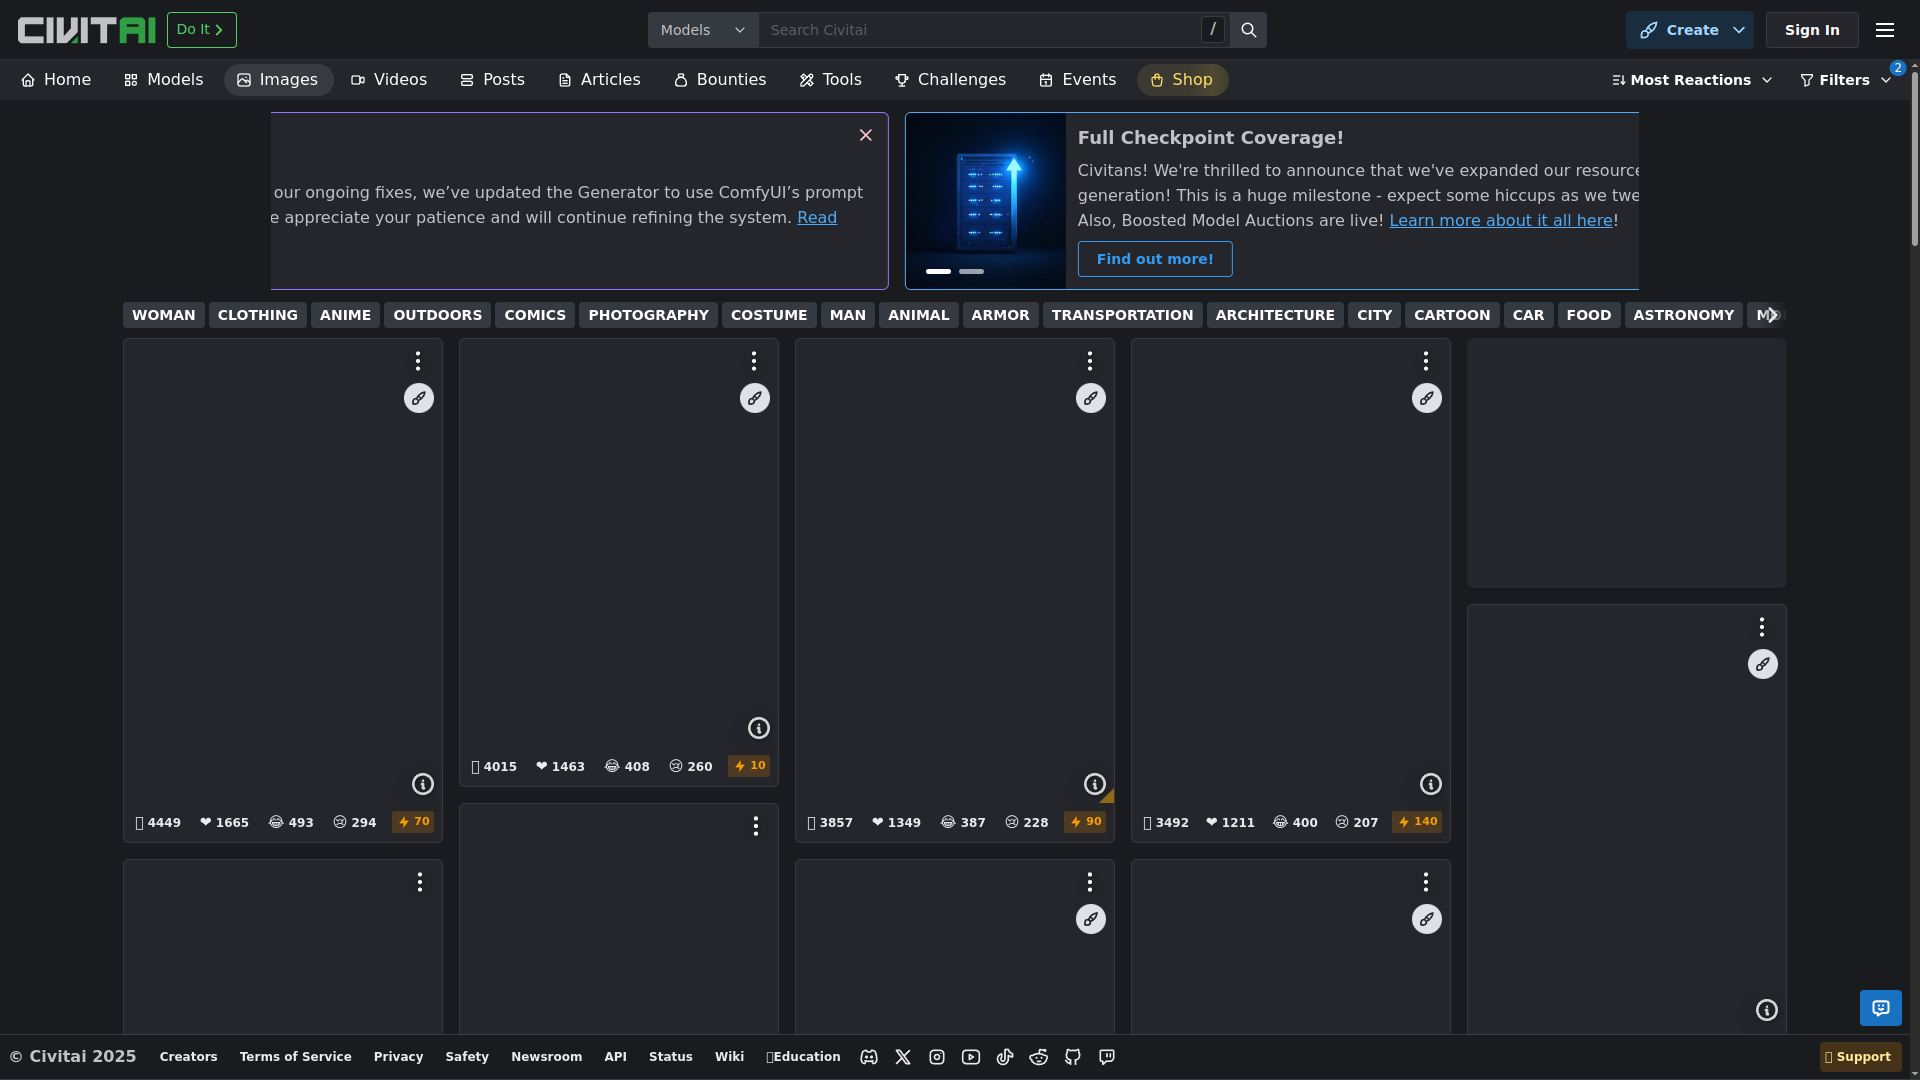 CIVITAI
Do It
Models
Search Civitai
/
Create
Sign In
Home
Models
Images
Videos
Posts
Articles
Bounties
Tools
Challenges
Events
Shop
Most Reactions
Filters
2
our ongoing fixes, we’ve updated the Generator to use ComfyUI’s prompt
e appreciate your patience and will continue refining the system. Read
Full Checkpoint Coverage!
Civitans! We're thrilled to announce that we've expanded our resource
generation! This is a huge milestone - expect some hiccups as we twe
Also, Boosted Model Auctions are live! Learn more about it all here!
Find out more!
WOMAN
CLOTHING
ANIME
OUTDOORS
COMICS
PHOTOGRAPHY
COSTUME
MAN
ANIMAL
ARMOR
TRANSPORTATION
ARCHITECTURE
CITY
CARTOON
CAR
FOOD
ASTRONOMY
4015
1463
408
260
10
4449
1665
493
294
70
3857
1349
387
228
90
3492
1211
400
207
140
© Civitai 2025
Creators
Terms of Service
Privacy
Safety
Newsroom
API
Status
Wiki
Education
Support